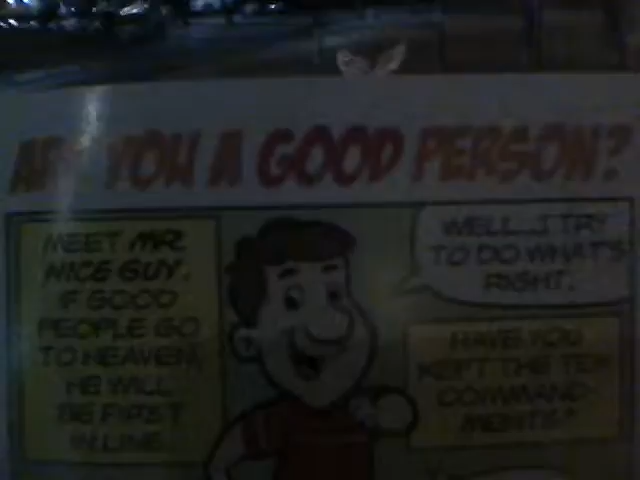 ARE YOU A GOOD PERSON?
MEET MR.
NICE GUY.
IF GOOD
PEOPLE GO
TO HEAVEN,
HE WILL
BE FIRST
IN LINE.
WELL...I TRY
TO DO WHAT'S
RIGHT.
HAVE YOU
KEPT THE TEN
COMMAND-
MENTS?